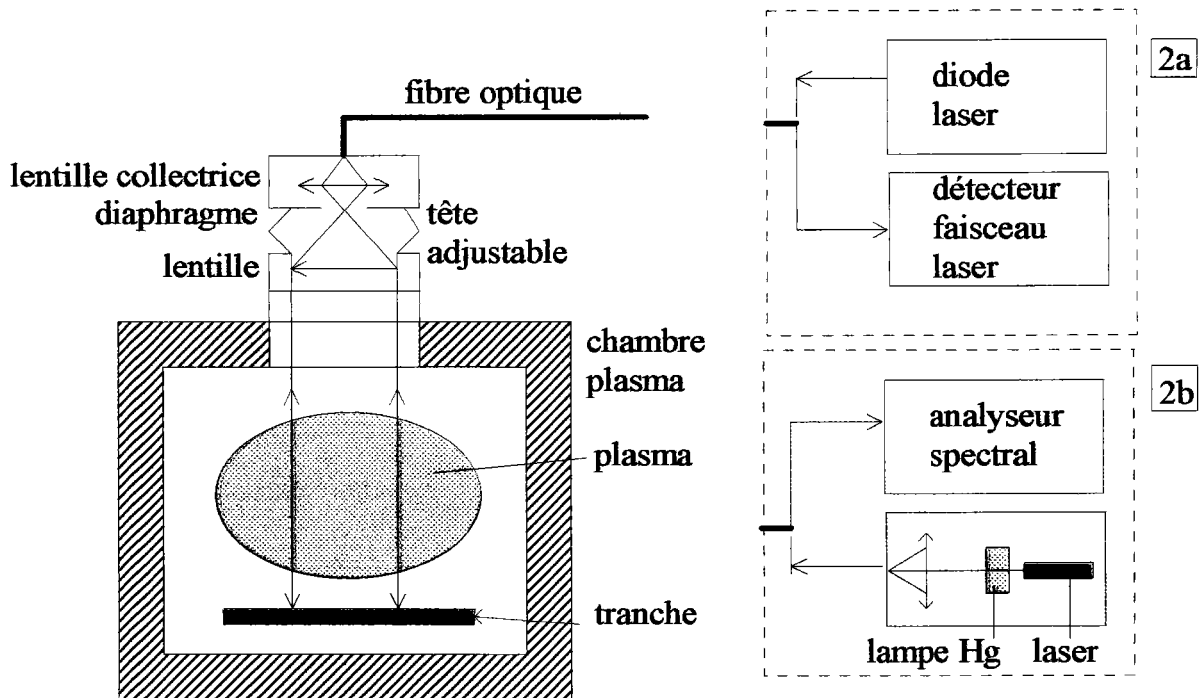 fibre optique
lentille collectrice
diaphragme
tête
adjustable
lentille
chambre
plasma
plasma
tranche
2a
diode
laser
détecteur
faisceau
laser
2b
analyseur
spectral
lampe Hg
laser